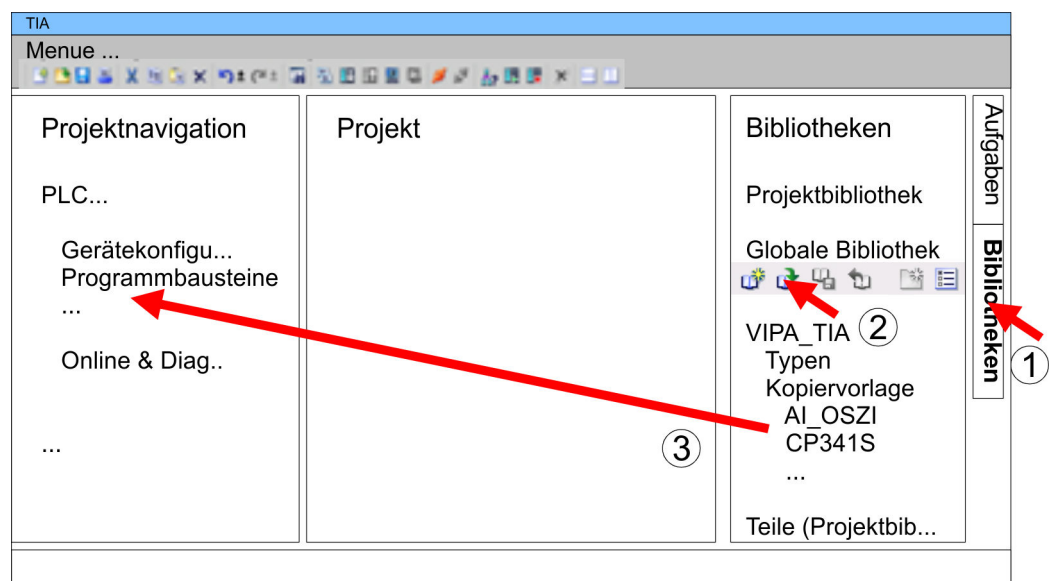 TIA
Menue ...
Projektnavigation
PLC...
Gerätekonfigu...
Programmbausteine
...
Online & Diag..
...
Projekt
③
Bibliotheken
Projektbibliothek
Globale Bibliothek
②
VIPA_TIA
Typen
Kopiervorlage
AI_OSZI
CP341S
...
Teile (Projektbib...
Aufgaben
Bibliotheken
①